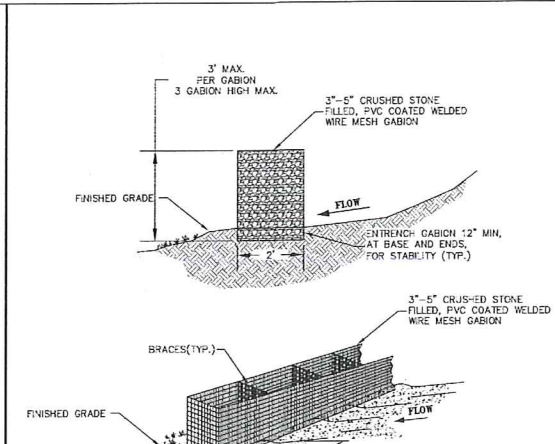 3' MAX.
PER GABION
3 GABION HIGH MAX.
3"-5" CRUSHED STONE
FILLED, PVC COATED WELDED
WIRE MESH GABION
FINISHED GRADE
FLOW
ENTRENCH GABION 12" MIN,
AT BASE AND ENDS,
FOR STABILITY (TYP.)
2'
3"-5" CRUSHED STONE
FILLED, PVC COATED WELDED
WIRE MESH GABION
BRACES(TYP.)
FINISHED GRADE
FLOW